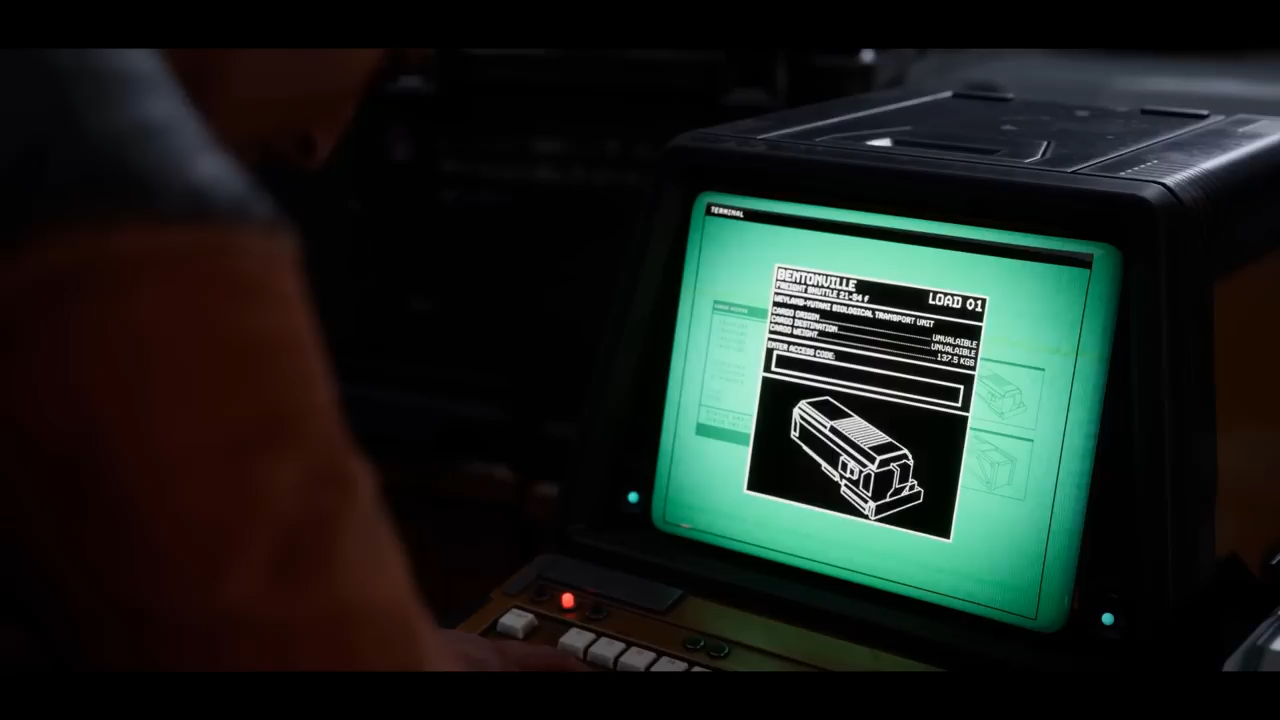 TERMINAL
BENTONVILLE
FREIGHT SHUTTLE 21-54 F
LOAD 01
WEYLAND-YUTANI BIOLOGICAL TRANSPORT UNIT
CARGO ORIGIN UNVALAIBLE
CARGO DESTINATION UNVALAIBLE
CARGO WEIGHT 137.5 KGS
ENTER ACCESS CODE: